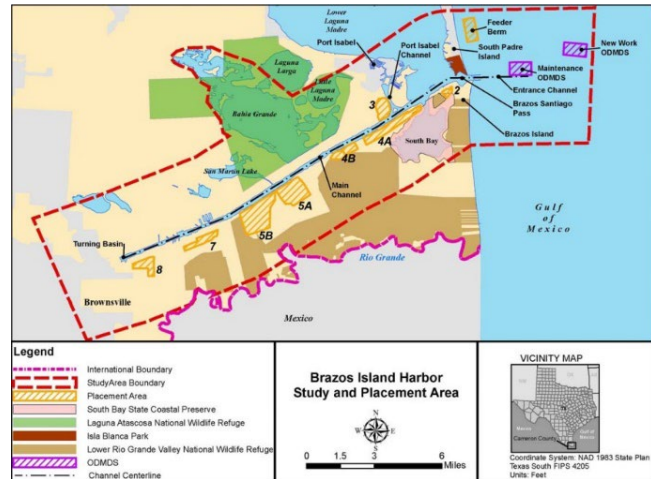 Lower
Laguna
Madre
Port Isabel
Port Isabel
Channel
Feeder
Berm
South Padre
Island
New Work
ODMDS
Maintenance
ODMDS
Entrance Channel
Brazos Santiago
Pass
Brazos Island
Laguna
Larga
Little
Laguna
Madre
Bahia Grande
San Martin Lake
South Bay
2
3
4A
4B
Main
Channel
5A
5B
7
8
Turning Basin
Brownsville
Rio Grande
Mexico
Gulf
of
Mexico
Legend
International Boundary
StudyArea Boundary
Placement Area
South Bay State Coastal Preserve
Laguna Atascosa National Wildlife Refuge
Isla Blanca Park
Lower Rio Grande Valley National Wildlife Refuge
ODMDS
Channel Centerline
Brazos Island Harbor
Study and Placement Area
N
W
E
S
0 1.5 3 6
Miles
VICINITY MAP
TX
Mexico
Gulf of
Mexico
Cameron County
Coordinate System: NAD 1983 State Plan
Texas South FIPS 4205
Units: Feet